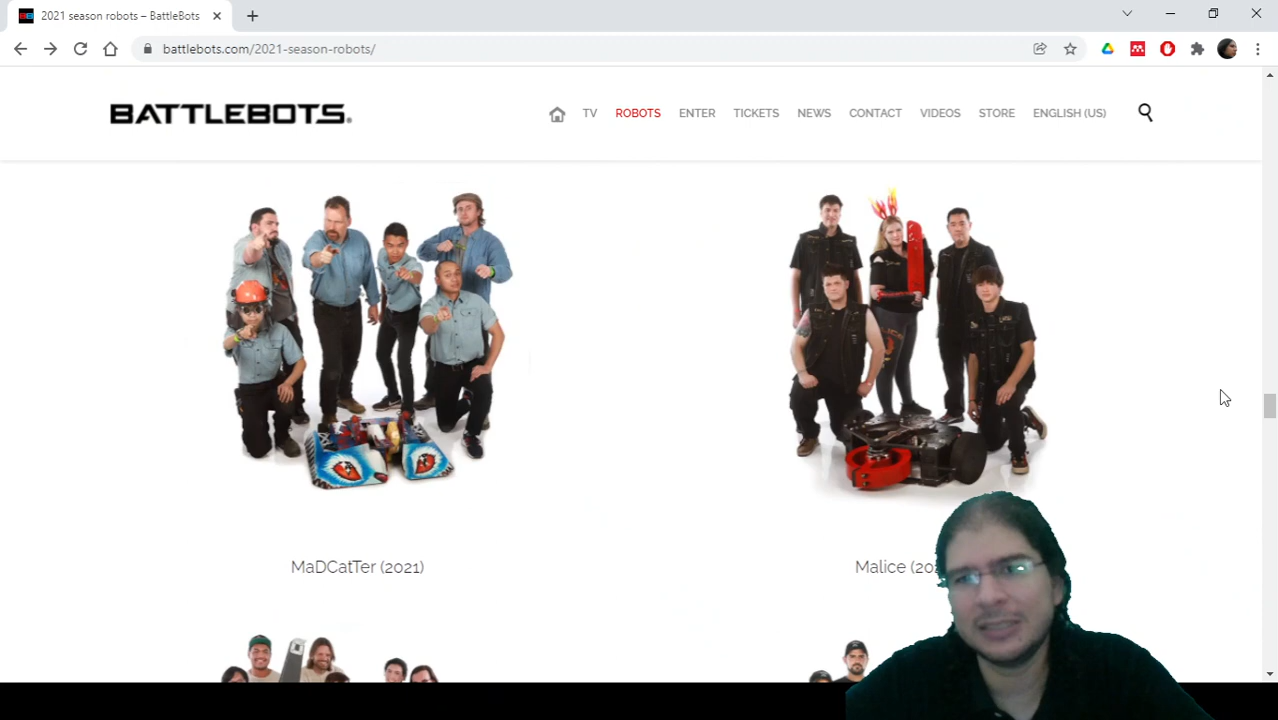 2021 season robots – BattleBots
battlebots.com/2021-season-robots/
BATTLEBOTS.
TV ROBOTS ENTER TICKETS NEWS CONTACT VIDEOS STORE ENGLISH (US)
MaDCatTer (2021)
Malice